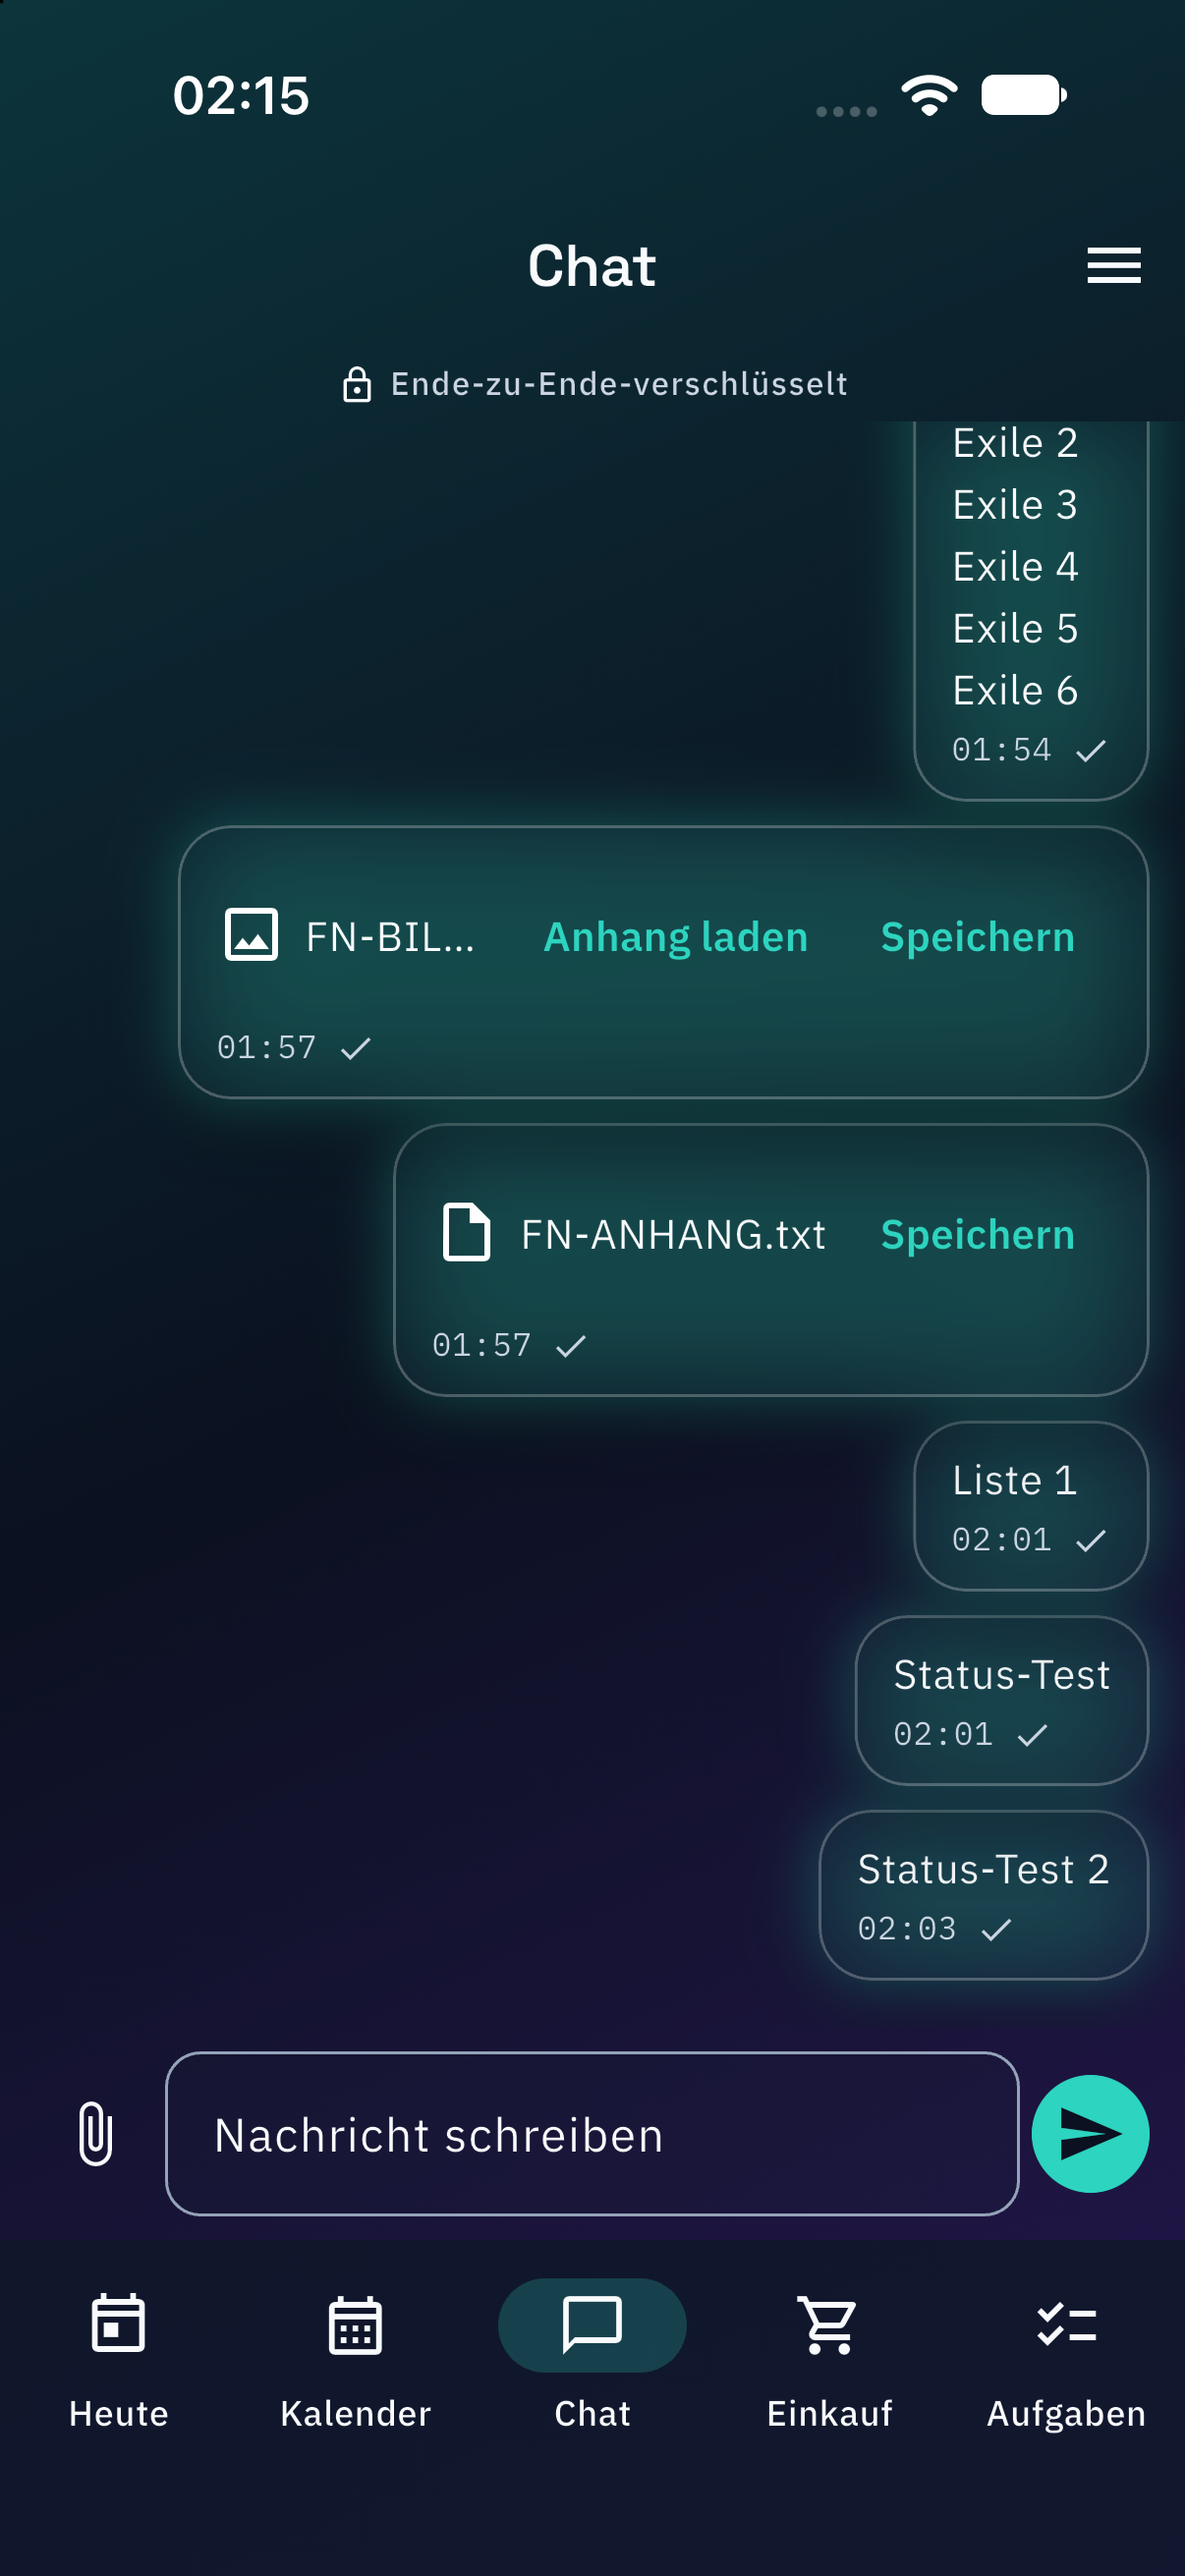 02:15
Chat
Ende-zu-Ende-verschlüsselt
Exile 2
Exile 3
Exile 4
Exile 5
Exile 6
01:54
FN-BIL... Anhang laden Speichern
01:57
FN-ANHANG.txt Speichern
01:57
Liste 1
02:01
Status-Test
02:01
Status-Test 2
02:03
Nachricht schreiben
Heute Kalender Chat Einkauf Aufgaben